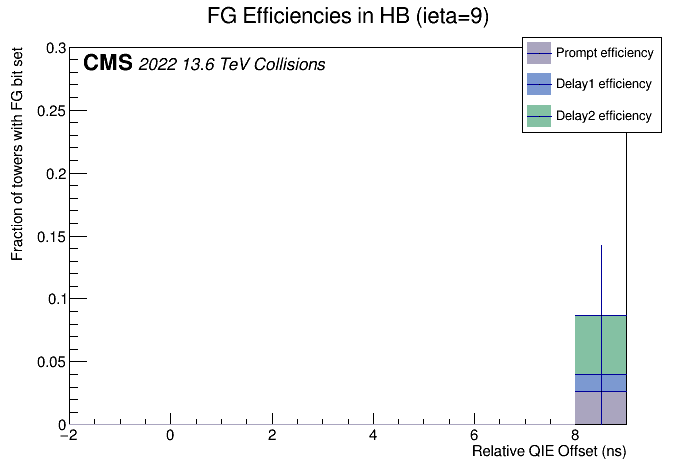 FG Efficiencies in HB (ieta=9)
CMS 2022 13.6 TeV Collisions
Prompt efficiency
Delay1 efficiency
Delay2 efficiency
Fraction of towers with FG bit set
0.3
0.25
0.2
0.15
0.1
0.05
0
−2 0 2 4 6 8
Relative QIE Offset (ns)